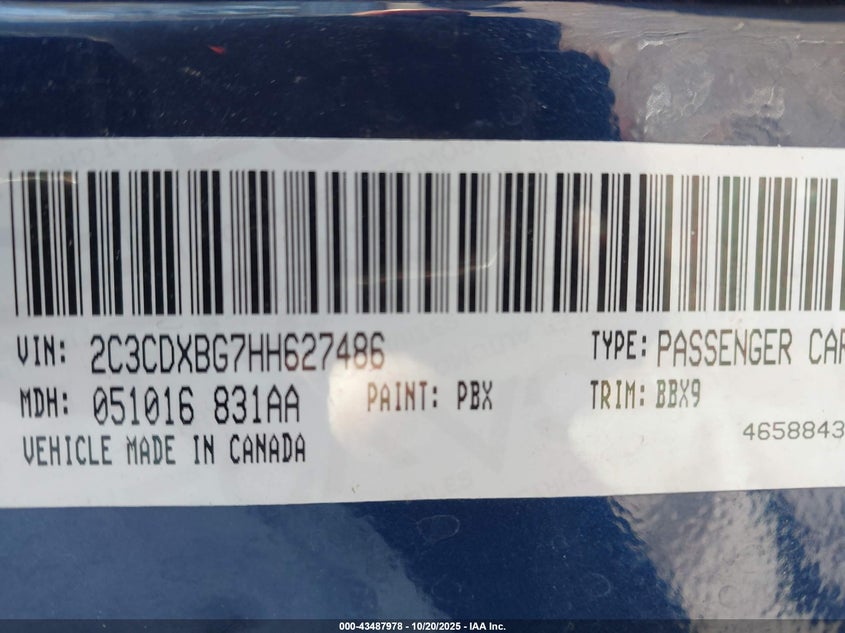 VIN: 2C3CDXBG7HH627486 TYPE: PASSENGER CAR
MDH: 051016 831AA PAINT: PBX TRIM: BBX9
VEHICLE MADE IN CANADA 4658843
000-43487978 - 10/20/2025 - IAA Inc.